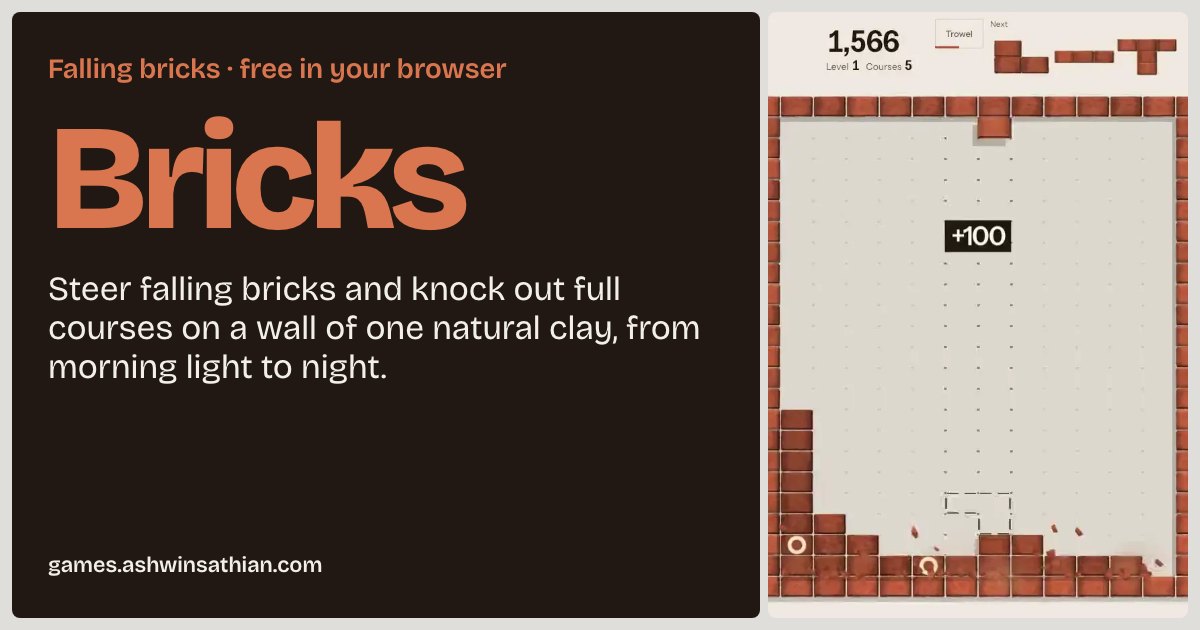 Falling bricks · free in your browser
Bricks
Steer falling bricks and knock out full
courses on a wall of one natural clay, from
morning light to night.
games.ashwinsathian.com
1,566
Level 1 Courses 5
Trowel
Next
+100